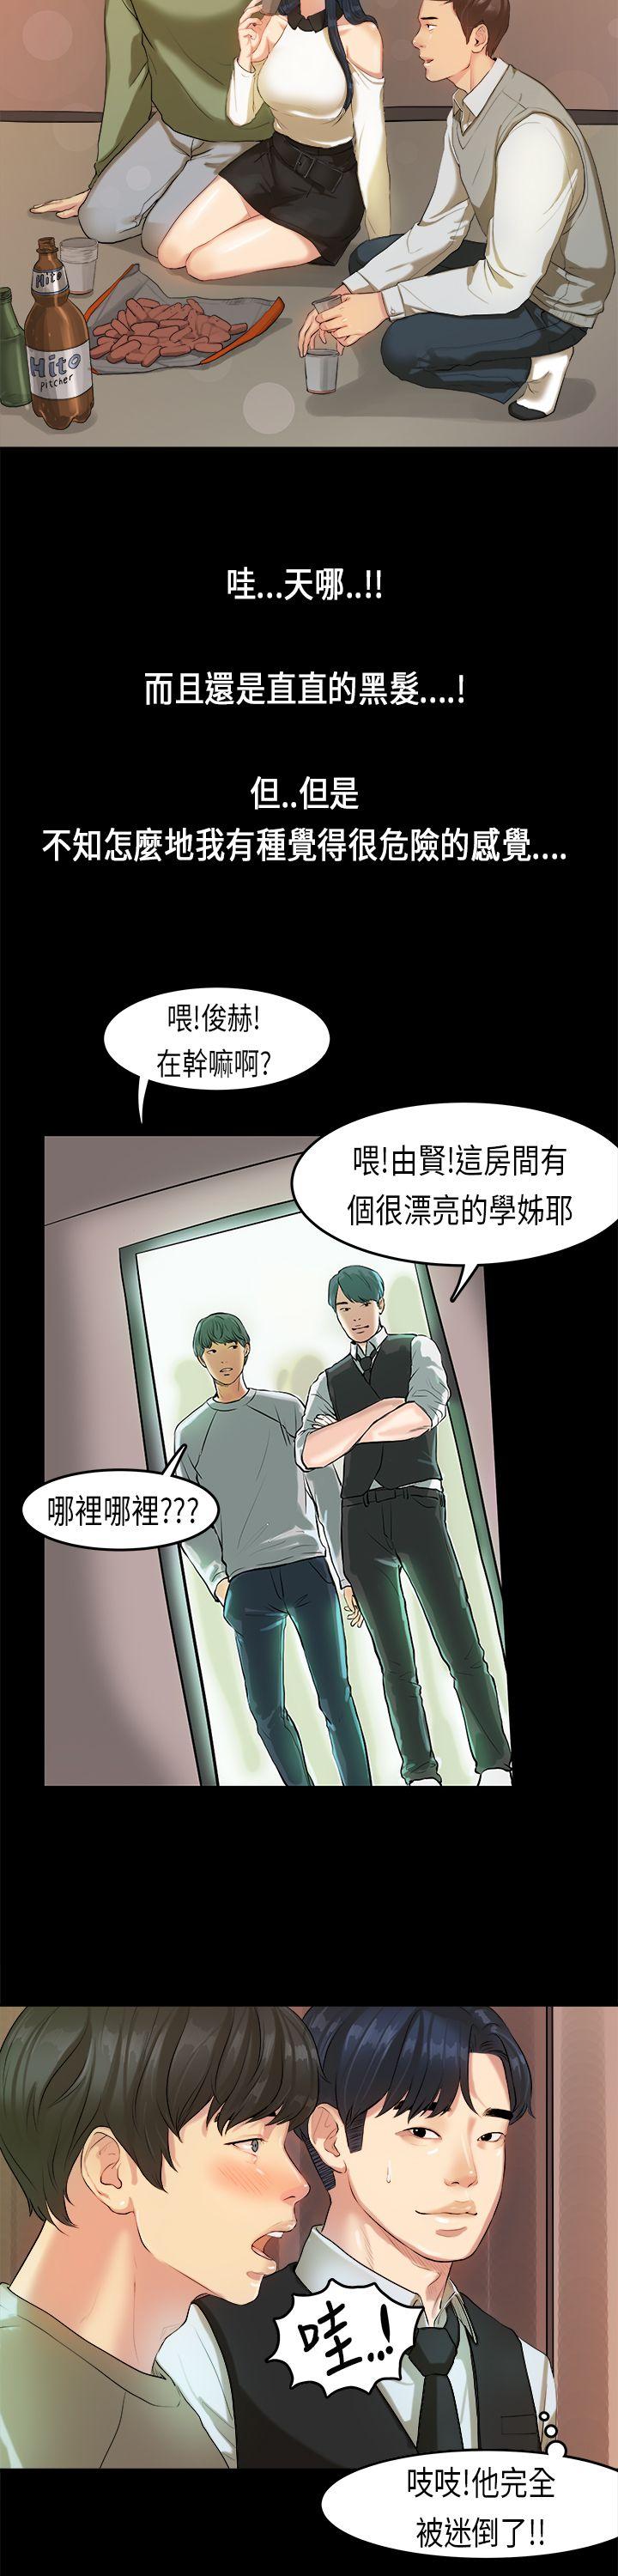 Hito
Hito
Pitcher
哇...天哪..!!
而且還是直直的黑髮....!
但..但是
不知怎麼地我有種覺得很危險的感覺....
喂!俊赫!
在幹嘛啊?
喂!由賢!這房間有
個很漂亮的學姊耶
哪裡哪裡???
哇..!
吱吱!他完全
被迷倒了!!